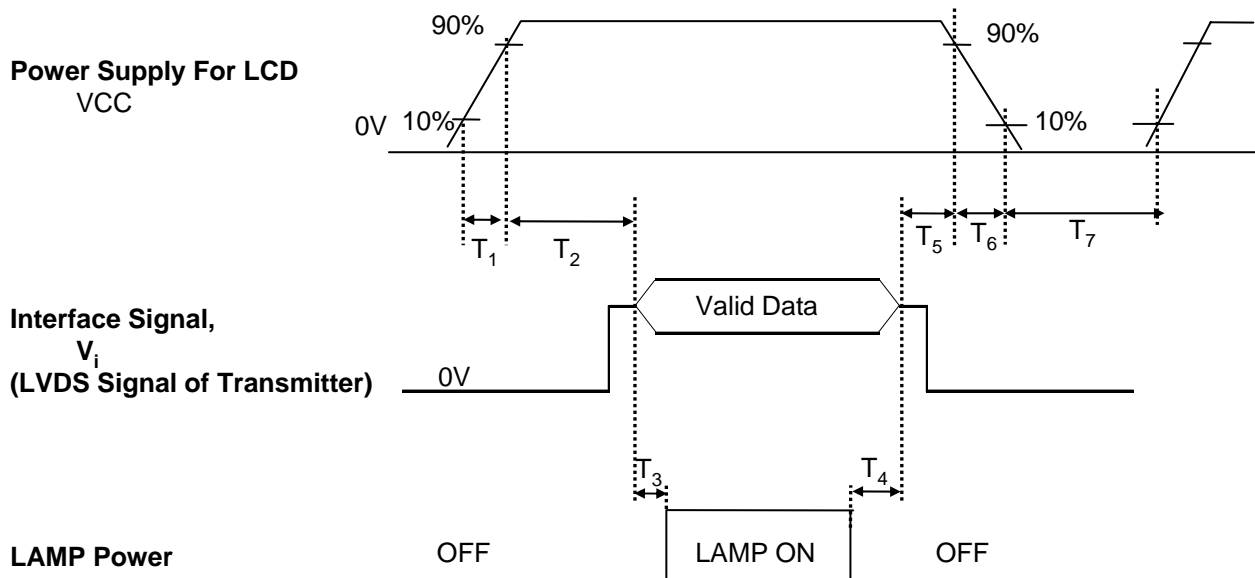 90%
90%
Power Supply For LCD
VCC
0V
10%
10%
T1
T2
T5
T6
T7
Valid Data
Interface Signal,
Vi
(LVDS Signal of Transmitter)
0V
T3
T4
LAMP Power
OFF
LAMP ON
OFF